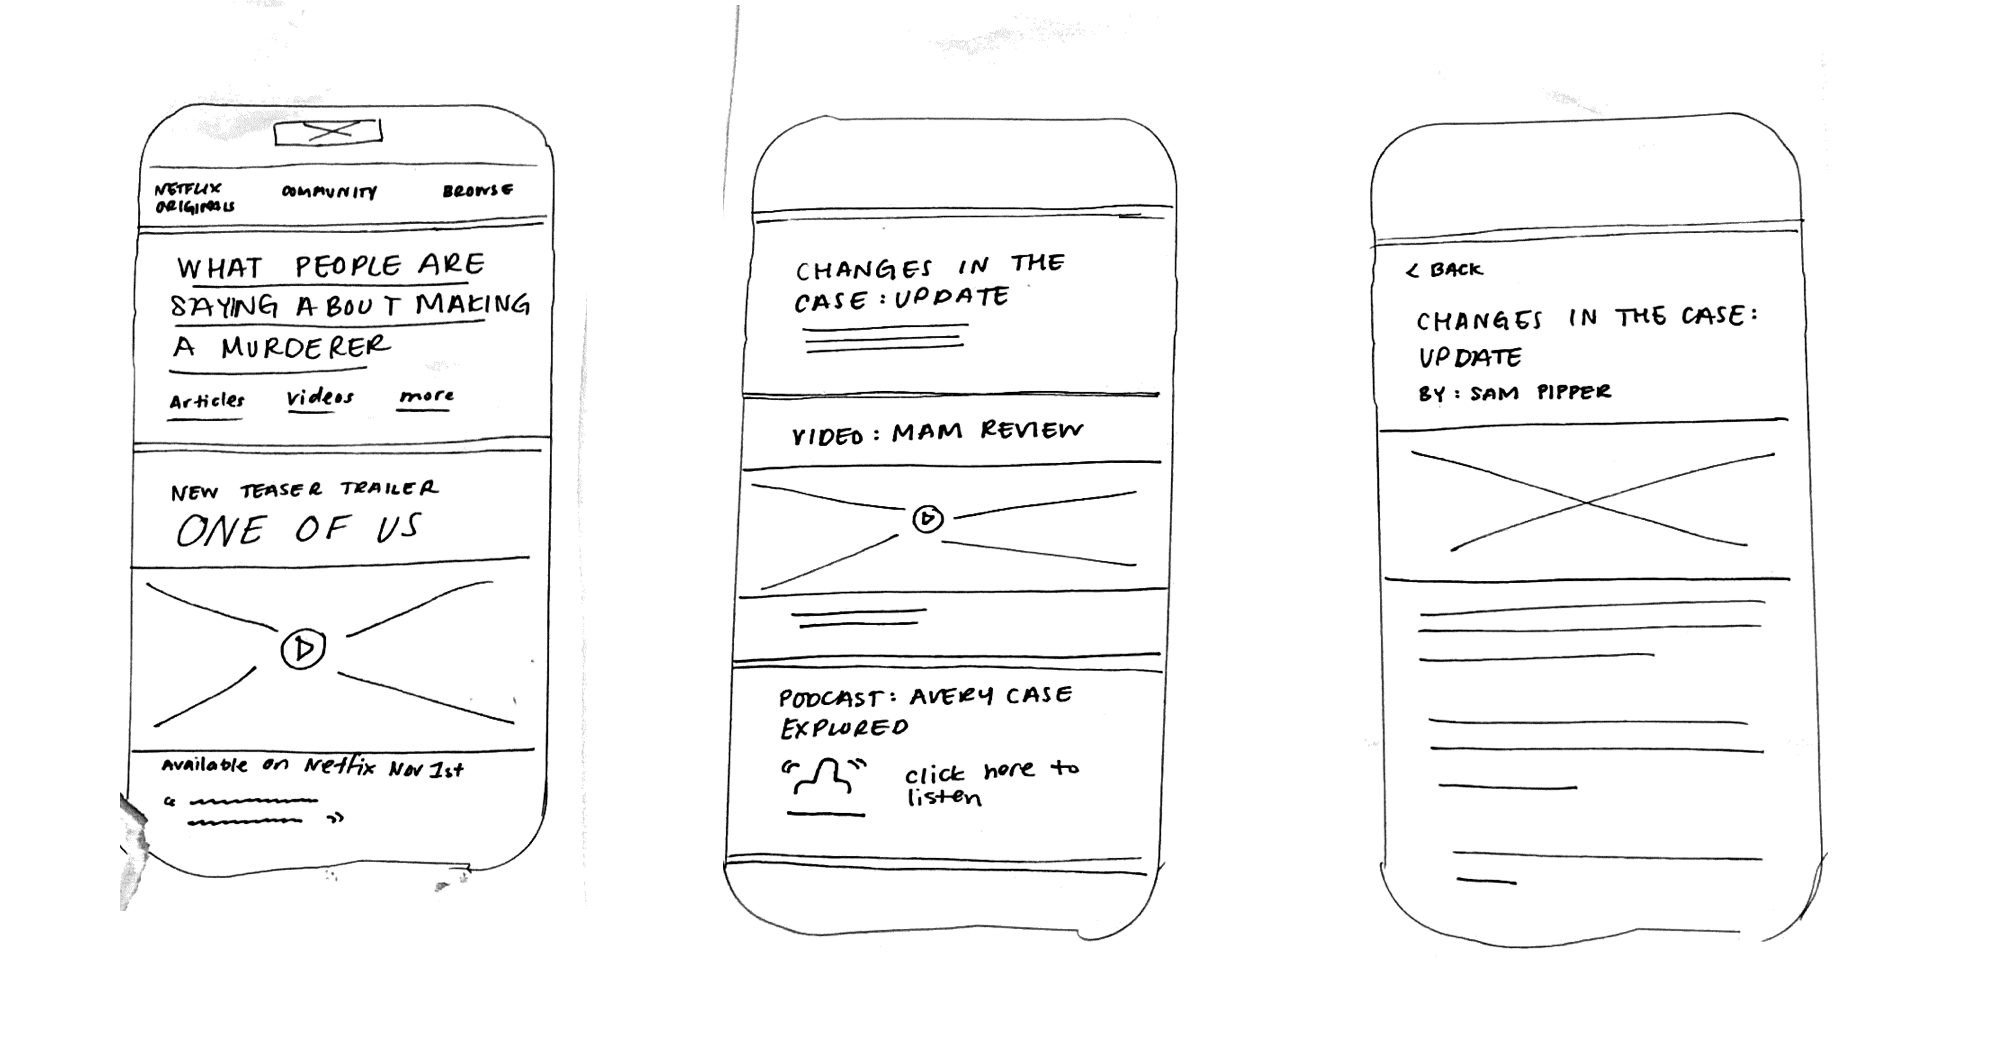 NETFLIX
ORIGINALS
COMMUNITY
BROWSE
WHAT PEOPLE ARE
SAYING ABOUT MAKING
A MURDERER
Articles videos more
NEW TEASER TRAILER
ONE OF US
Available on Netflix Nov 1st
CHANGES IN THE
CASE: UPDATE
VIDEO: MAM REVIEW
PODCAST: AVERY CASE
EXPLORED
click here to
listen
< BACK
CHANGES IN THE CASE:
UPDATE
BY: SAM PIPPER